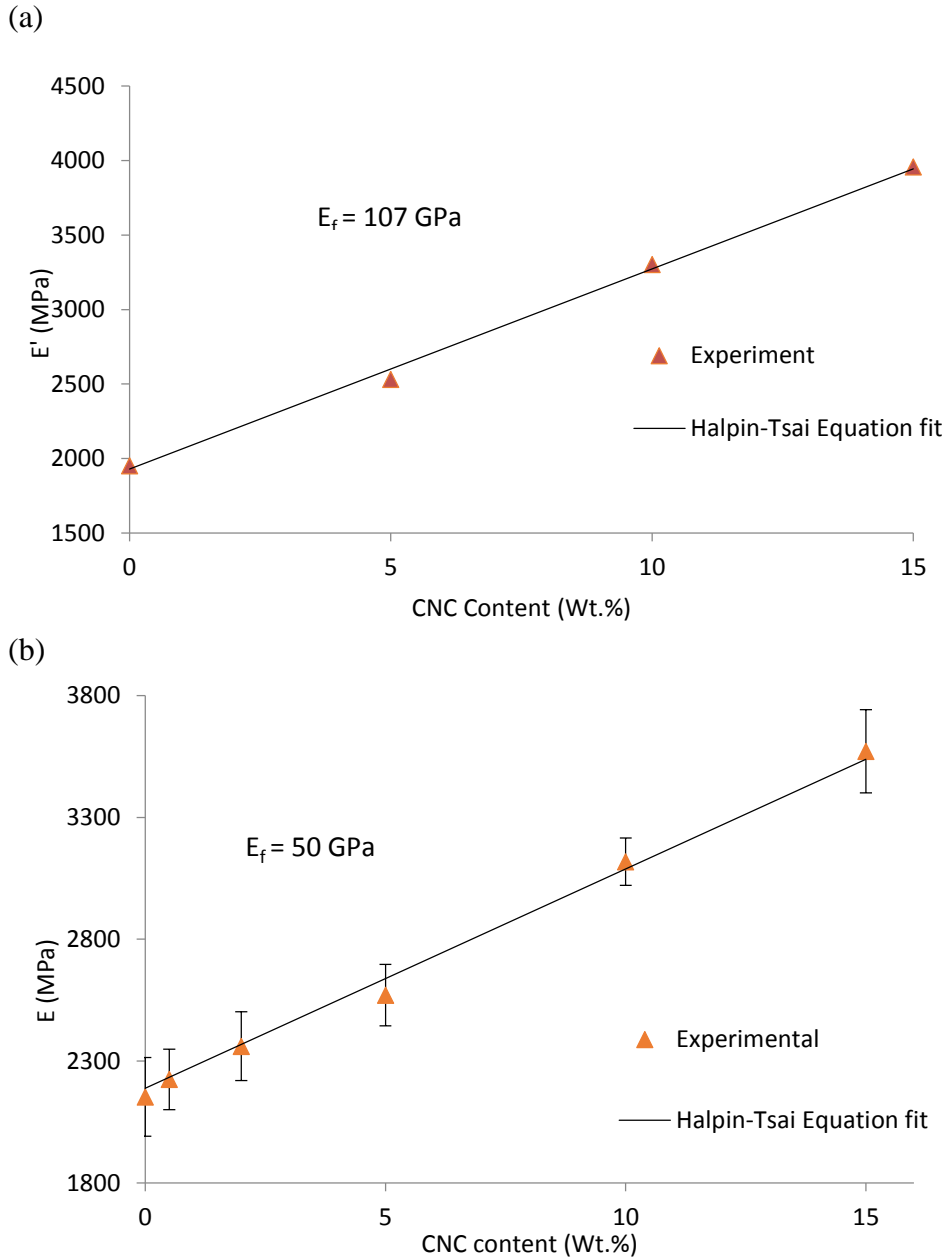 (a)
4500
4000
3500
3000
2500
2000
1500
E' (MPa)
E_f = 107 GPa
Experiment
Halpin-Tsai Equation fit
0 5 10 15
CNC Content (Wt.%)
(b)
3800
3300
2800
2300
1800
E (MPa)
E_f = 50 GPa
Experimental
Halpin-Tsai Equation fit
0 5 10 15
CNC content (Wt.%)